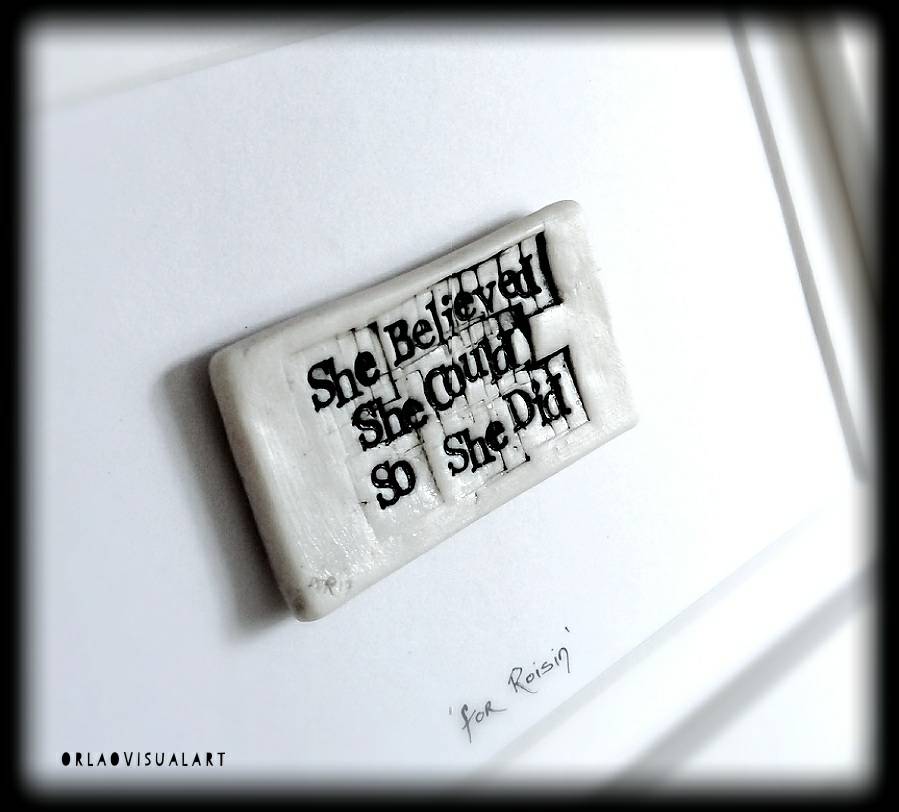 She Believed
She Could
so She Did
'for Roisin'
ORLAOVISUALART